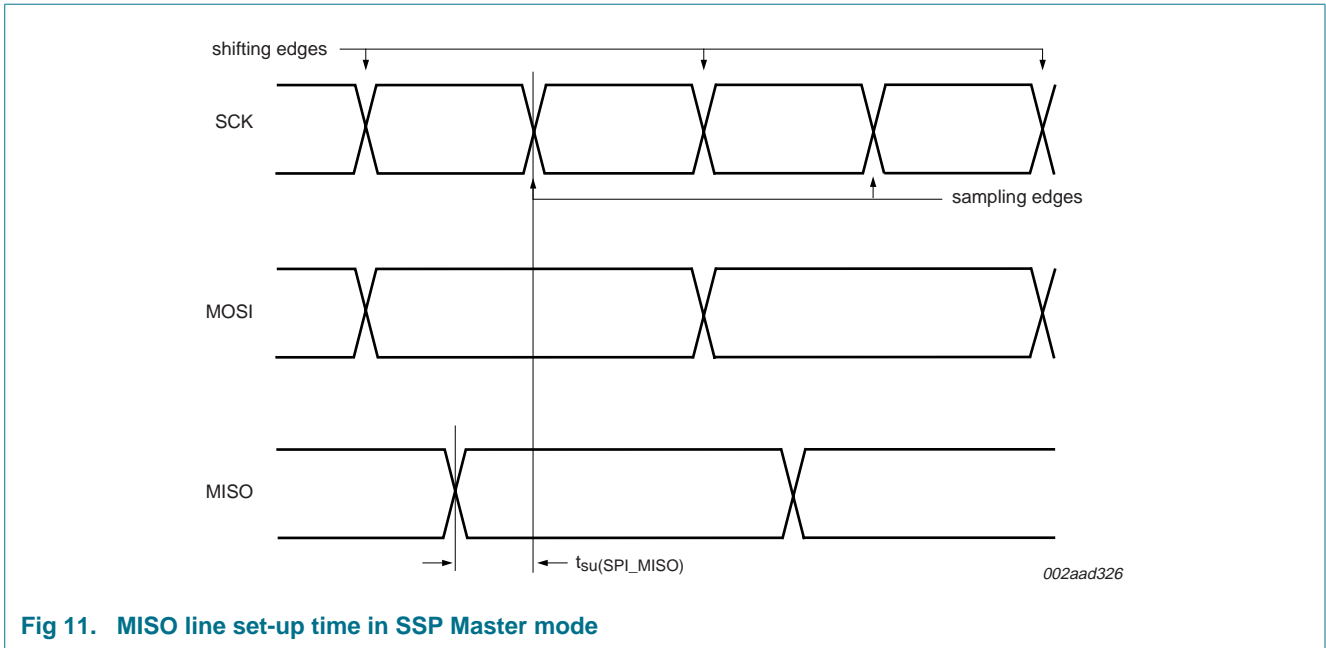 shifting edges
SCK
sampling edges
MOSI
MISO
tsu(SPI_MISO)
002aad326
Fig 11. MISO line set-up time in SSP Master mode